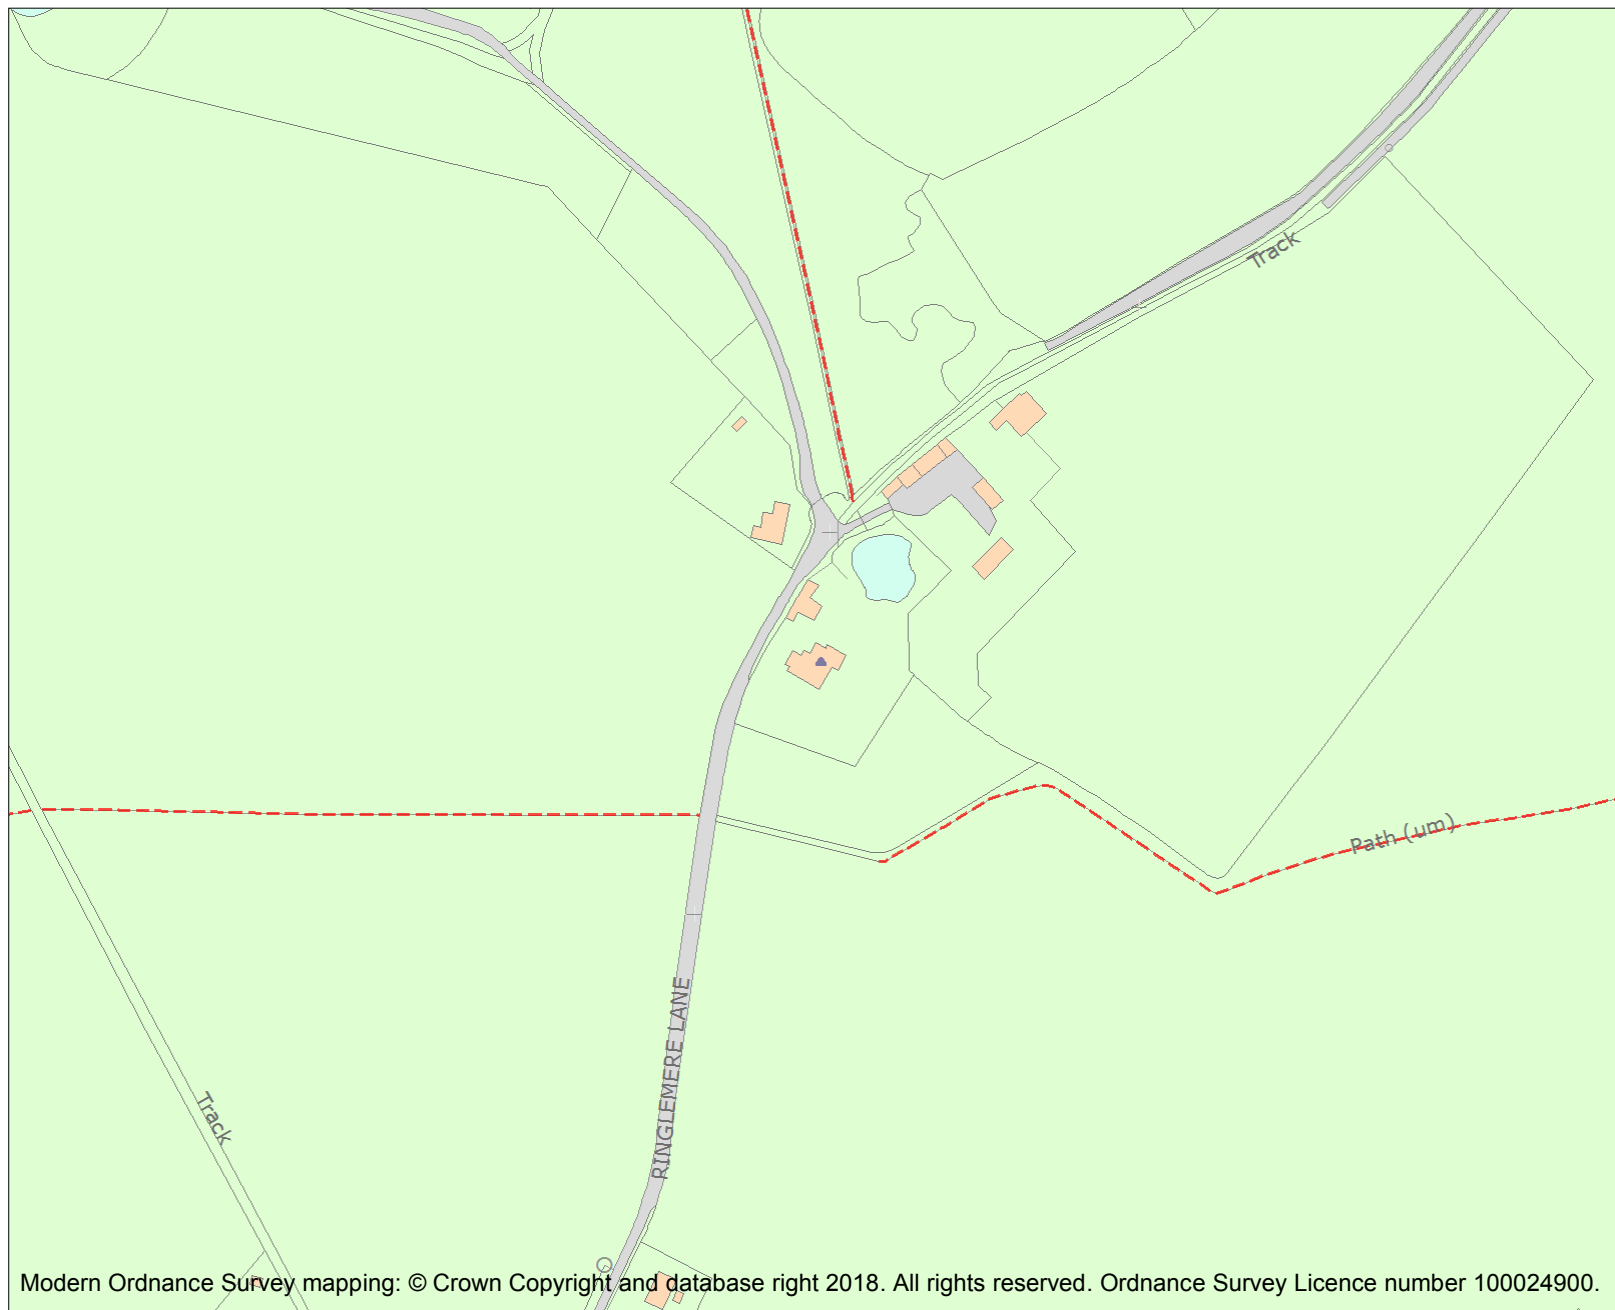 Track
Path (um)
RINGLEMERE LANE
Track
Modern Ordnance Survey mapping: © Crown Copyright and database right 2018. All rights reserved. Ordnance Survey Licence number 100024900.